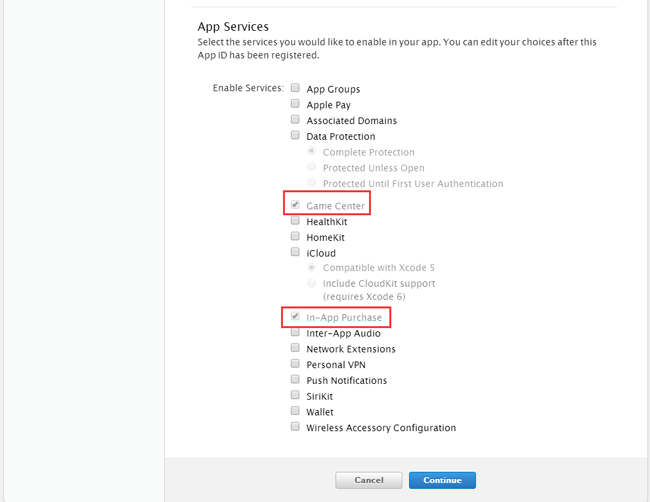 App Services
Select the services you would like to enable in your app. You can edit your choices after this
App ID has been registered.
Enable Services:
App Groups
Apple Pay
Associated Domains
Data Protection
Complete Protection
Protected Unless Open
Protected Until First User Authentication
Game Center
HealthKit
HomeKit
iCloud
Compatible with Xcode 5
Include CloudKit support
(requires Xcode 6)
In-App Purchase
Inter-App Audio
Network Extensions
Personal VPN
Push Notifications
SiriKit
Wallet
Wireless Accessory Configuration
Cancel
Continue